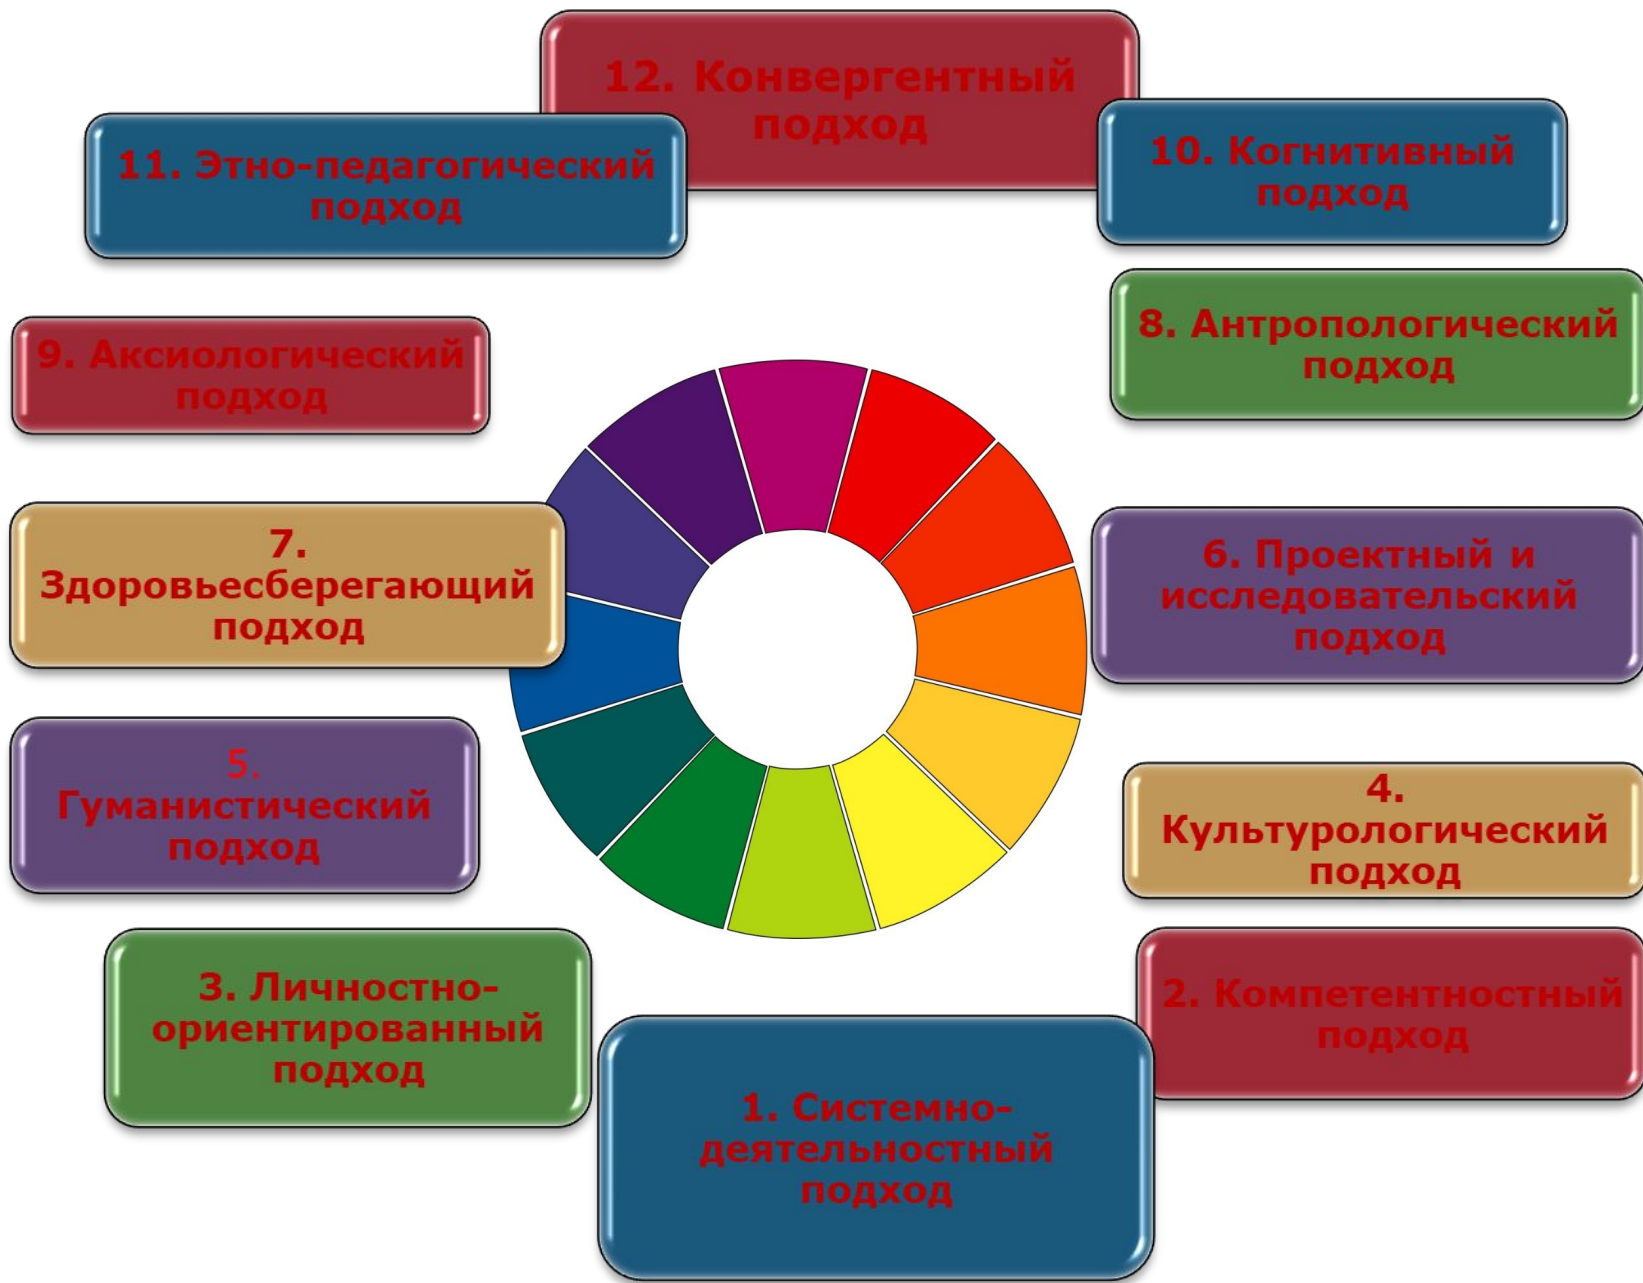 12. Конвергентный
подход
11. Этно-педагогический
подход
10. Когнитивный
подход
9. Аксиологический
подход
8. Антропологический
подход
7.
Здоровьесберегающий
подход
6. Проектный и
исследовательский
подход
5.
Гуманистический
подход
4.
Культурологический
подход
3. Личностно-
ориентированный
подход
2. Компетентностный
подход
1. Системно-
деятельностный
подход